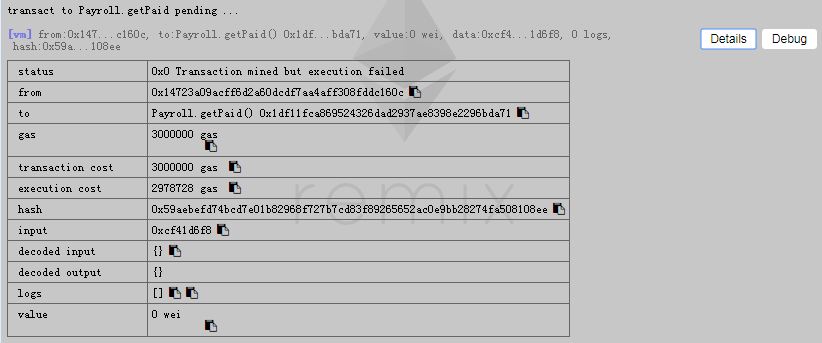 transact to Payroll.getPaid pending ...
[vm] from:0x147...c160c, to:Payroll.getPaid() 0x1df...bda71, value:0 wei, data:0xcf4...1d6f8, 0 logs,
hash:0x59a...108ee
Details
Debug
status 0x0 Transaction mined but execution failed
from 0x14723a09acff6d2a60dcdf7aa4aff308fddc160c
to Payroll.getPaid() 0x1df11fca869524326dad2937ae8398e2296bda71
gas 3000000 gas
transaction cost 3000000 gas
execution cost 2978728 gas
hash 0x59aebefd74bcd7e01b82968f727b7cd83f89265652ac0e9bb28274fa508108ee
input 0xcf41d6f8
decoded input {}
decoded output {}
logs []
value 0 wei
remix